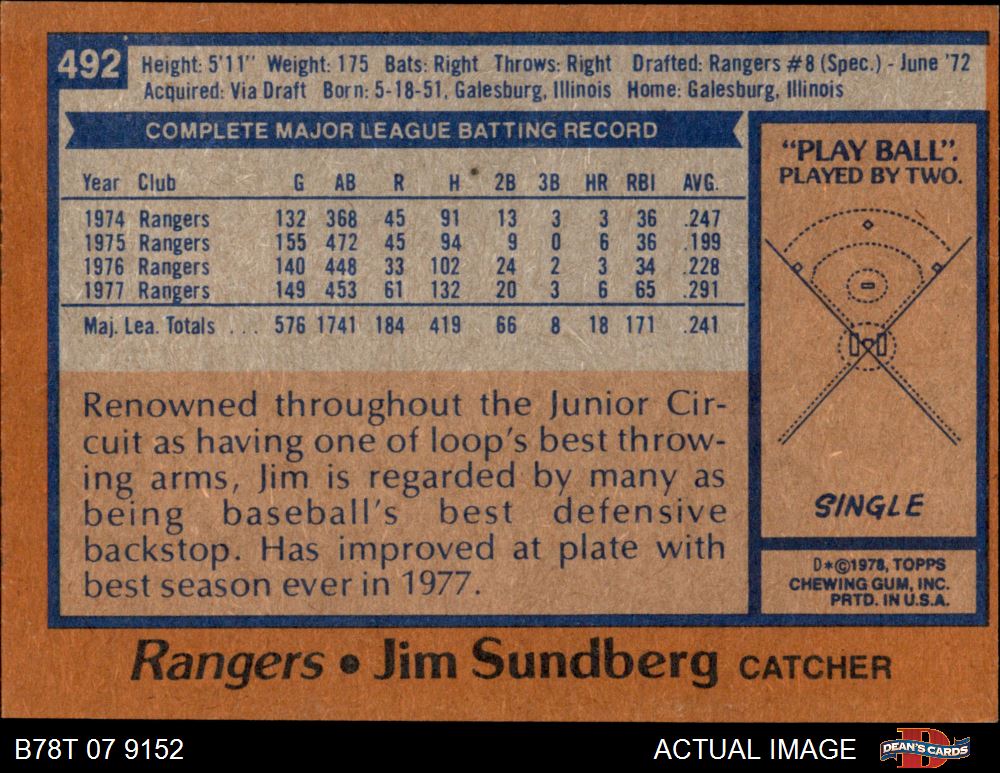 492
Height: 5'11" Weight: 175 Bats: Right Throws: Right Drafted: Rangers #8 (Spec.) - June '72
Acquired: Via Draft Born: 5-18-51, Galesburg, Illinois Home: Galesburg, Illinois
COMPLETE MAJOR LEAGUE BATTING RECORD
Year Club G AB R H 2B 3B HR RBI AVG.
1974 Rangers 132 368 45 91 13 3 3 36 .247
1975 Rangers 155 472 45 94 9 0 6 36 .199
1976 Rangers 140 448 33 102 24 2 3 34 .228
1977 Rangers 149 453 61 132 20 3 6 65 .291
Maj. Lea. Totals ... 576 1741 184 419 66 8 18 171 .241
Renowned throughout the Junior Cir-
cuit as having one of loop's best throw-
ing arms, Jim is regarded by many as
being baseball's best defensive
backstop. Has improved at plate with
best season ever in 1977.
"PLAY BALL".
PLAYED BY TWO.
SINGLE
D*©1978, TOPPS
CHEWING GUM, INC.
PRTD. IN U.S.A.
Rangers • Jim Sundberg CATCHER
B78T 07 9152
ACTUAL IMAGE
DEAN'S CARDS